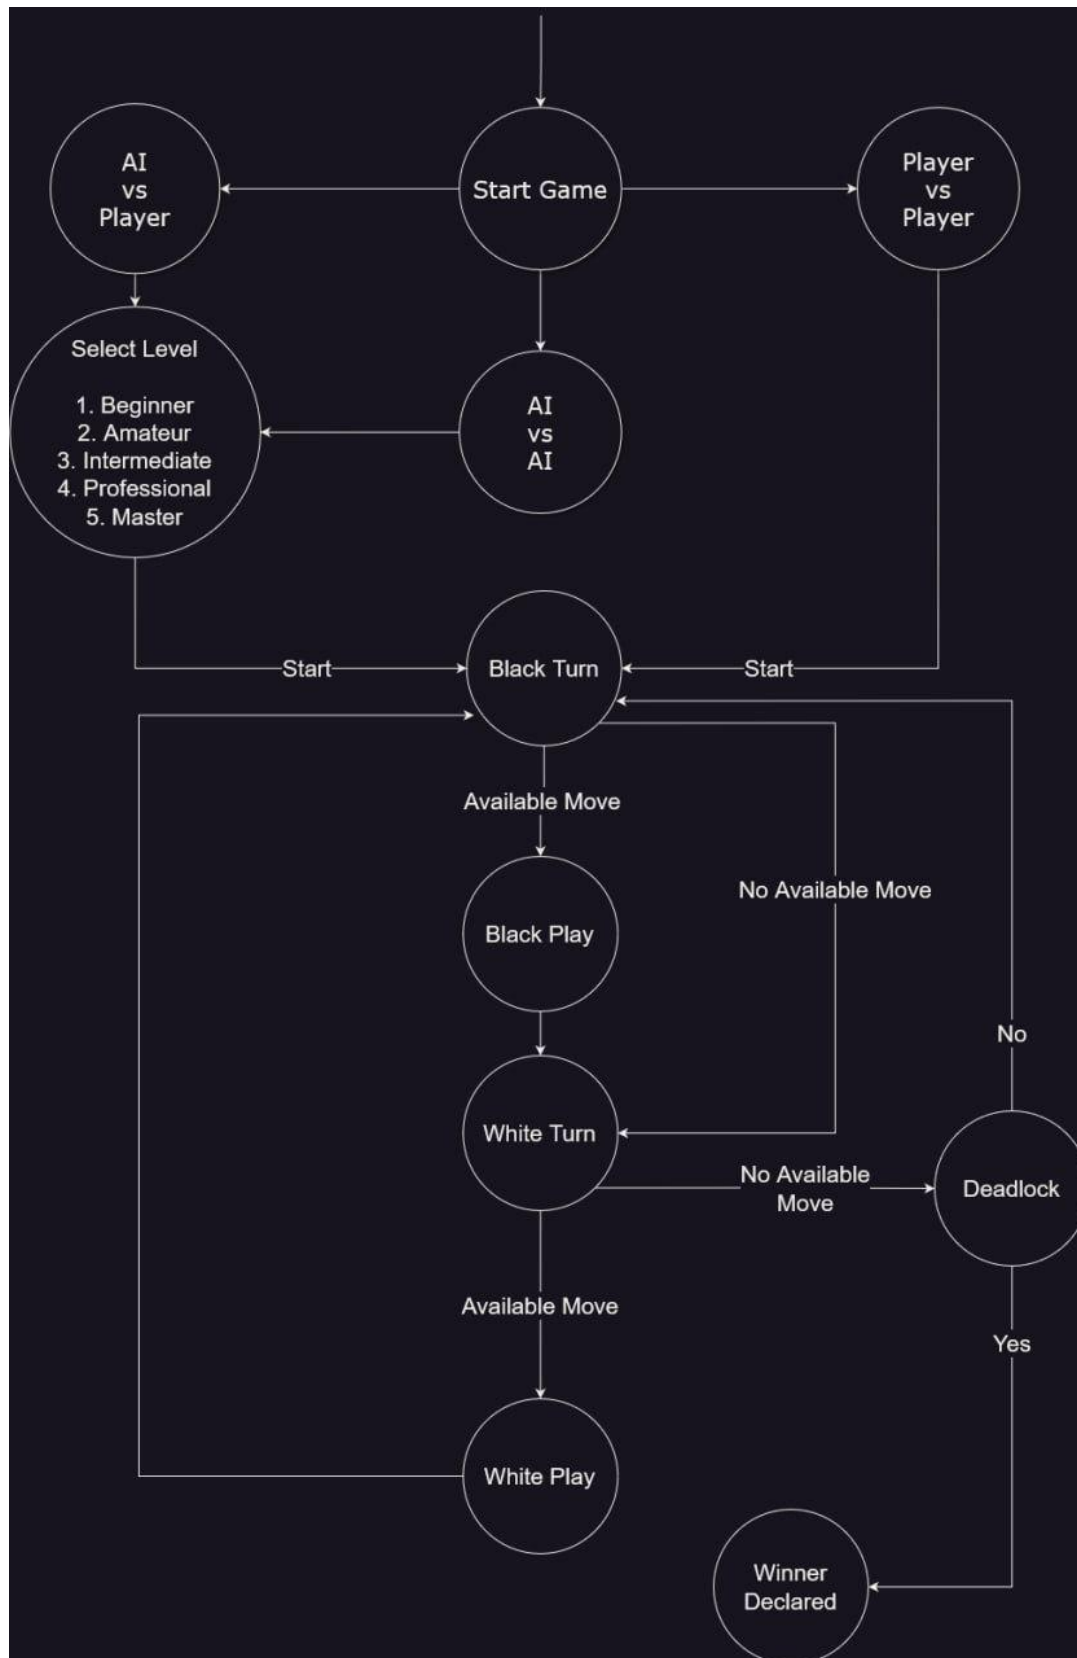 AI
vs
Player
Start Game
Player
vs
Player
Select Level
1. Beginner
2. Amateur
3. Intermediate
4. Professional
5. Master
AI
vs
AI
Start
Black Turn
Start
Available Move
No Available Move
Black Play
No
White Turn
No Available
Move
Deadlock
Available Move
Yes
White Play
Winner
Declared